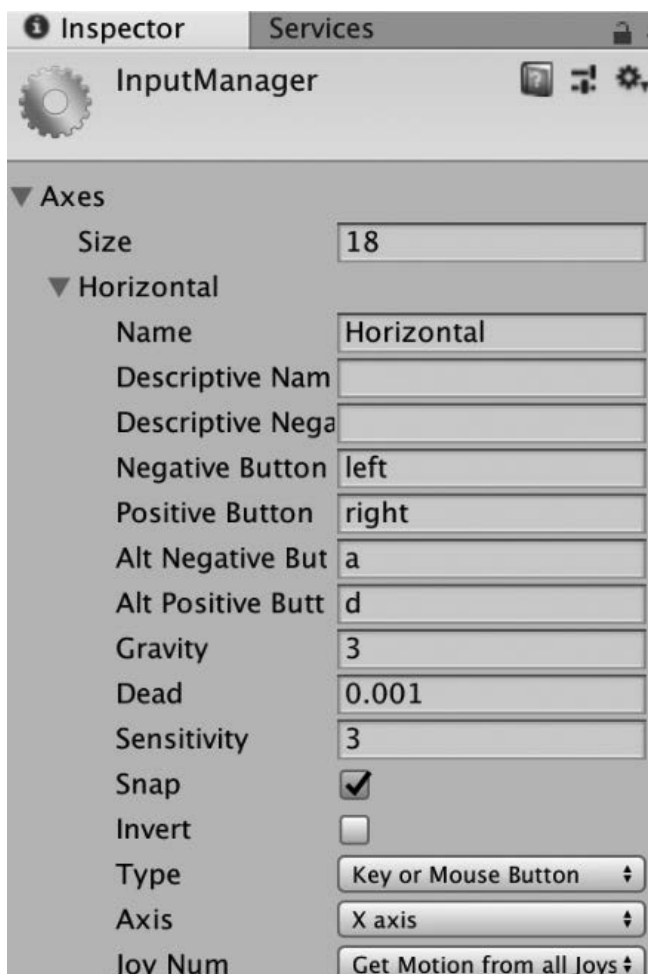 Inspector Services
InputManager
Axes
Size 18
Horizontal
Name Horizontal
Descriptive Nam
Descriptive Nega
Negative Button left
Positive Button right
Alt Negative But a
Alt Positive Butt d
Gravity 3
Dead 0.001
Sensitivity 3
Snap
Invert
Type Key or Mouse Button
Axis X axis
Joy Num Get Motion from all Joys